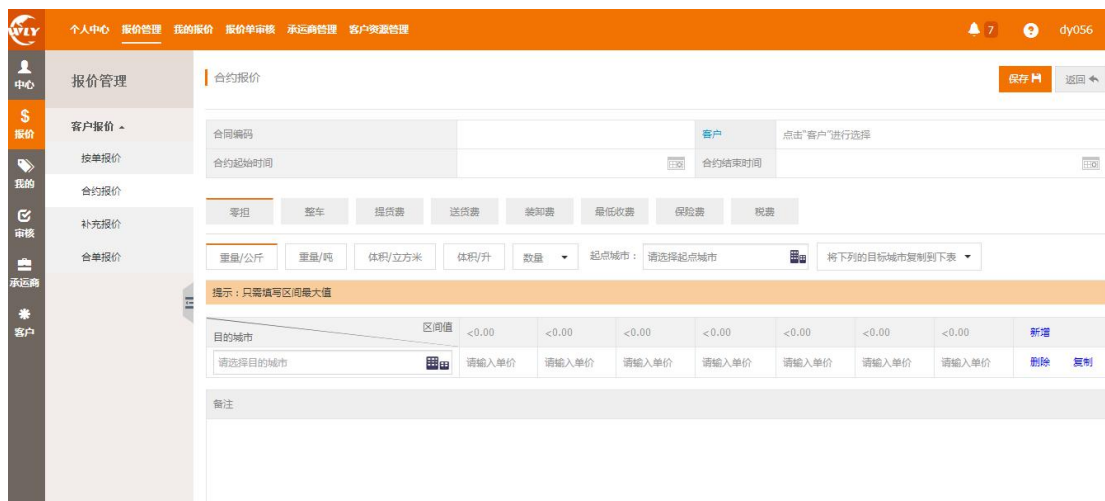 WLY
个人中心 报价管理 我的报价 报价单审核 承运商管理 客户资源管理 7 ? dy056
中心
$
报价
我的
审核
承运商
客户
报价管理
客户报价
按单报价
合约报价
补充报价
合单报价
合约报价 保存 返回
合同编码 客户 点击"客户"进行选择
合约起始时间 合约结束时间
零担 整车 提货费 送货费 装卸费 最低收费 保险费 税费
重量/公斤 重量/吨 体积/立方米 体积/升 数量 起点城市： 请选择起点城市 将下列的目标城市复制到下表
提示：只需填写区间最大值
目的城市 区间值 <0.00 <0.00 <0.00 <0.00 <0.00 <0.00 <0.00 新增
请选择目的城市 请输入单价 请输入单价 请输入单价 请输入单价 请输入单价 请输入单价 请输入单价 删除 复制
备注